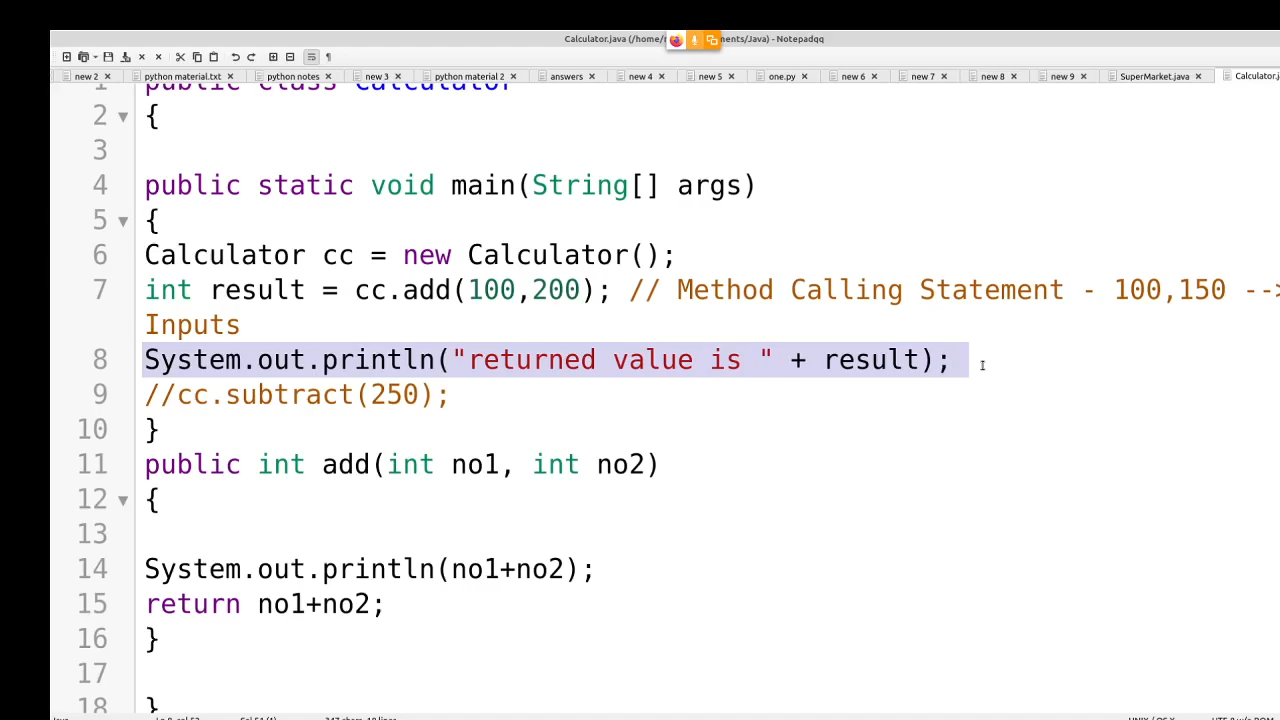 Calculator.java (/home/ ments/Java) - Notepadqq
new 2 python material.txt python notes new 3 python material 2 answers new 4 new 5 one.py new 6 new 7 new 8 new 9 SuperMarket.java Calculator.j
1 public class Calculator
2 {
3
4 public static void main(String[] args)
5 {
6 Calculator cc = new Calculator();
7 int result = cc.add(100,200); // Method Calling Statement - 100,150 -->
Inputs
8 System.out.println("returned value is " + result);
9 //cc.subtract(250);
10 }
11 public int add(int no1, int no2)
12 {
13
14 System.out.println(no1+no2);
15 return no1+no2;
16 }
17
18 }